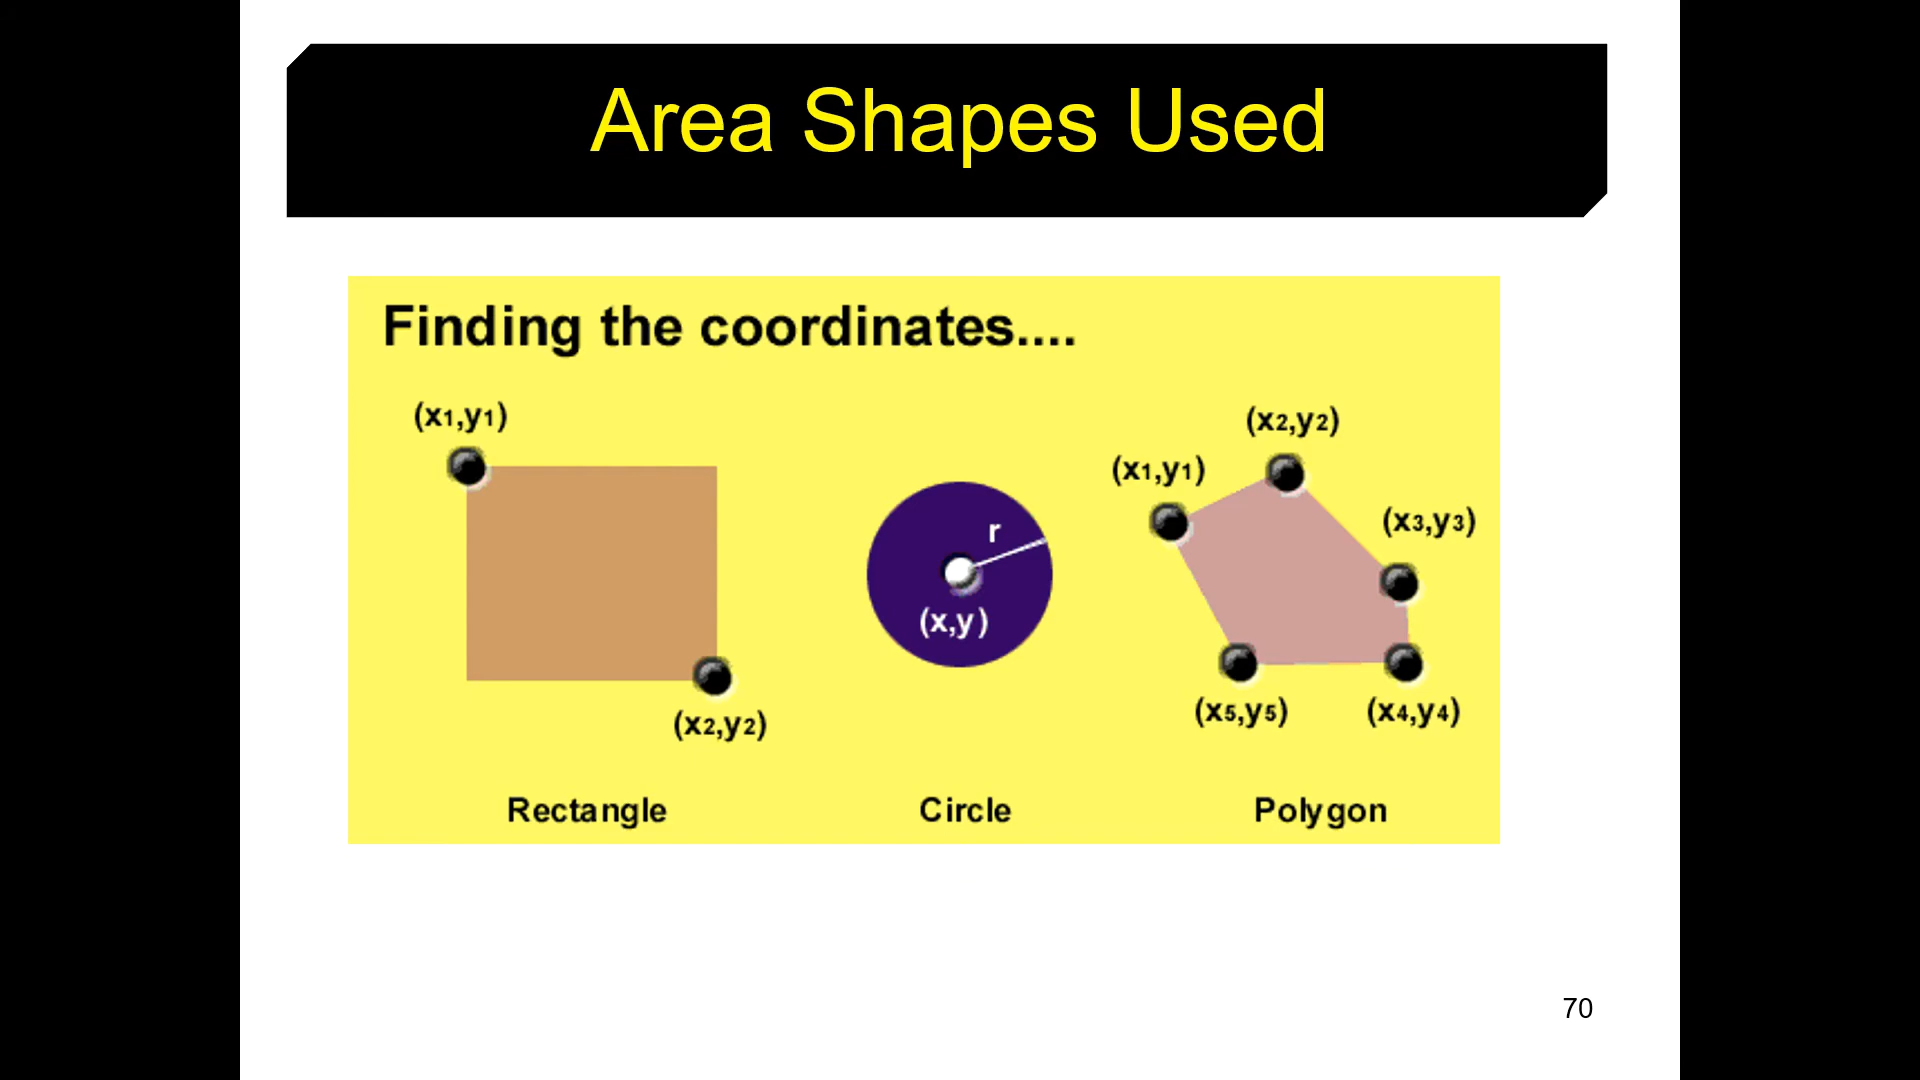 Area Shapes Used
Finding the coordinates....
(x1,y1)
(x2,y2)
Rectangle
r
(x,y)
Circle
(x1,y1)
(x2,y2)
(x3,y3)
(x4,y4)
(x5,y5)
Polygon
70